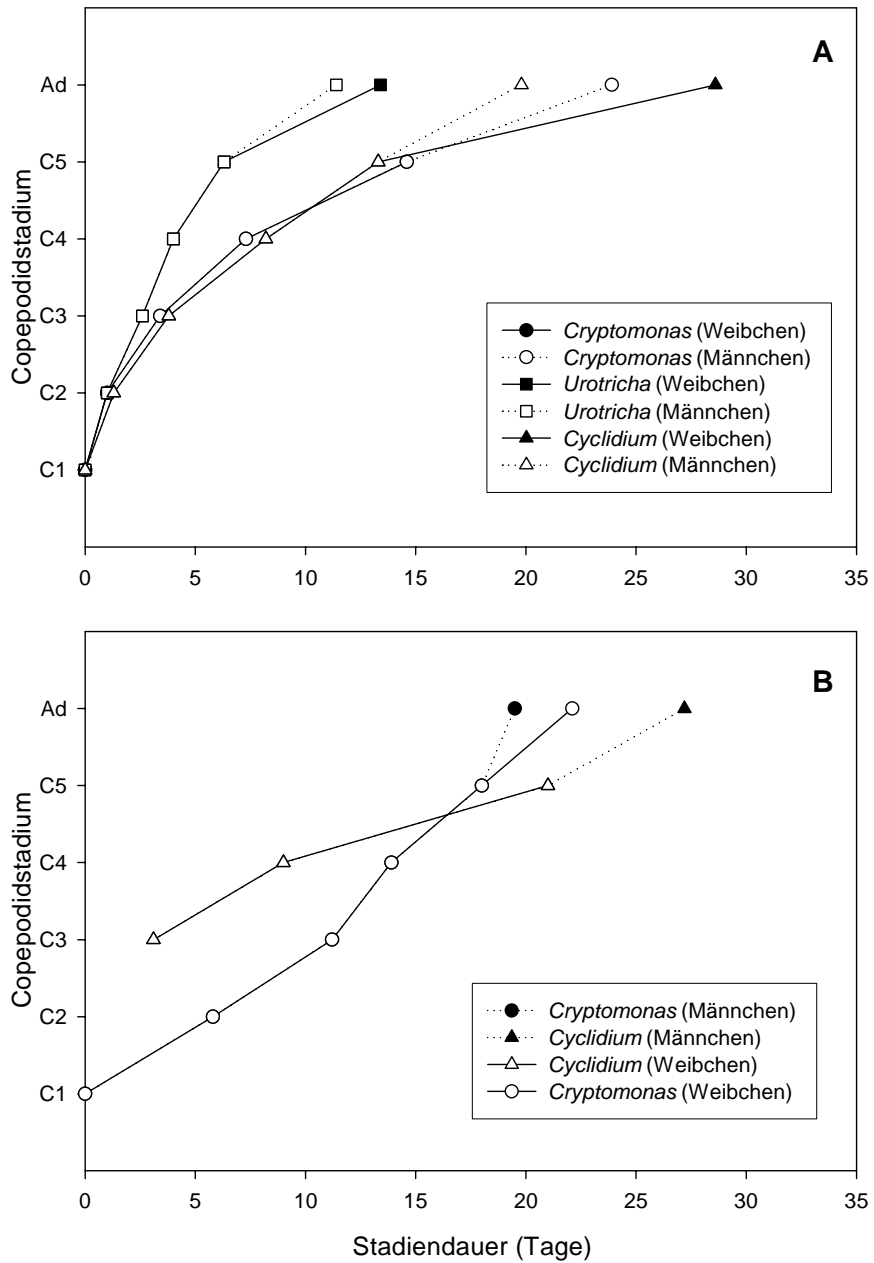 A
Ad
C5
C4
C3
C2
C1
Copepodidstadium
Cryptomonas (Weibchen)
Cryptomonas (Männchen)
Urotricha (Weibchen)
Urotricha (Männchen)
Cyclidium (Weibchen)
Cyclidium (Männchen)
0 5 10 15 20 25 30 35
B
Ad
C5
C4
C3
C2
C1
Copepodidstadium
Cryptomonas (Männchen)
Cyclidium (Männchen)
Cyclidium (Weibchen)
Cryptomonas (Weibchen)
0 5 10 15 20 25 30 35
Stadiendauer (Tage)